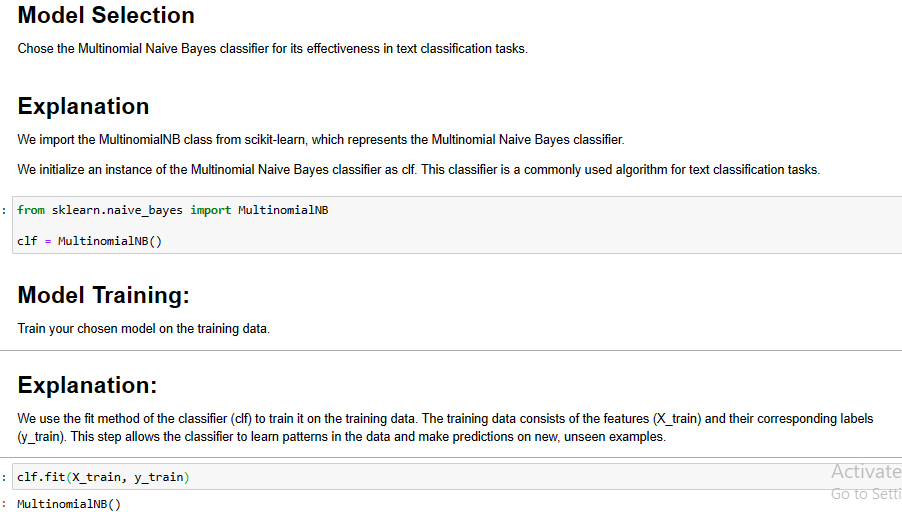 Model Selection
Chose the Multinomial Naive Bayes classifier for its effectiveness in text classification tasks.
Explanation
We import the MultinomialNB class from scikit-learn, which represents the Multinomial Naive Bayes classifier.
We initialize an instance of the Multinomial Naive Bayes classifier as clf. This classifier is a commonly used algorithm for text classification tasks.
: from sklearn.naive_bayes import MultinomialNB
clf = MultinomialNB()
Model Training:
Train your chosen model on the training data.
Explanation:
We use the fit method of the classifier (clf) to train it on the training data. The training data consists of the features (X_train) and their corresponding labels
(y_train). This step allows the classifier to learn patterns in the data and make predictions on new, unseen examples.
: clf.fit(X_train, y_train)
: MultinomialNB()
Activate
Go to Setti